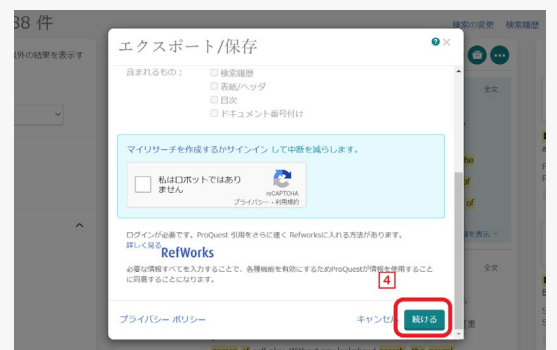 38 件
検索の変更 検索履歴
以外の結果を表示す
エクスポート/保存
含まれるもの：
検索履歴
表紙/ヘッダ
目次
ドキュメント番号付け
全文
マイリサーチを作成するかサインイン して中断を減らします。
私はロボットではあり
ません
reCAPTCHA
プライバシー - 利用規約
the
of
of
ログインが必要です。ProQuest 引用をさらに速く Refworksに入れる方法があります。
詳しく見る
RefWorks
を表示
必要な情報すべてを入力することで、各種機能を有効にするためProQuestが情報を使用すること
に同意することになります。
全文
4
プライバシー ポリシー
キャンセル
続ける